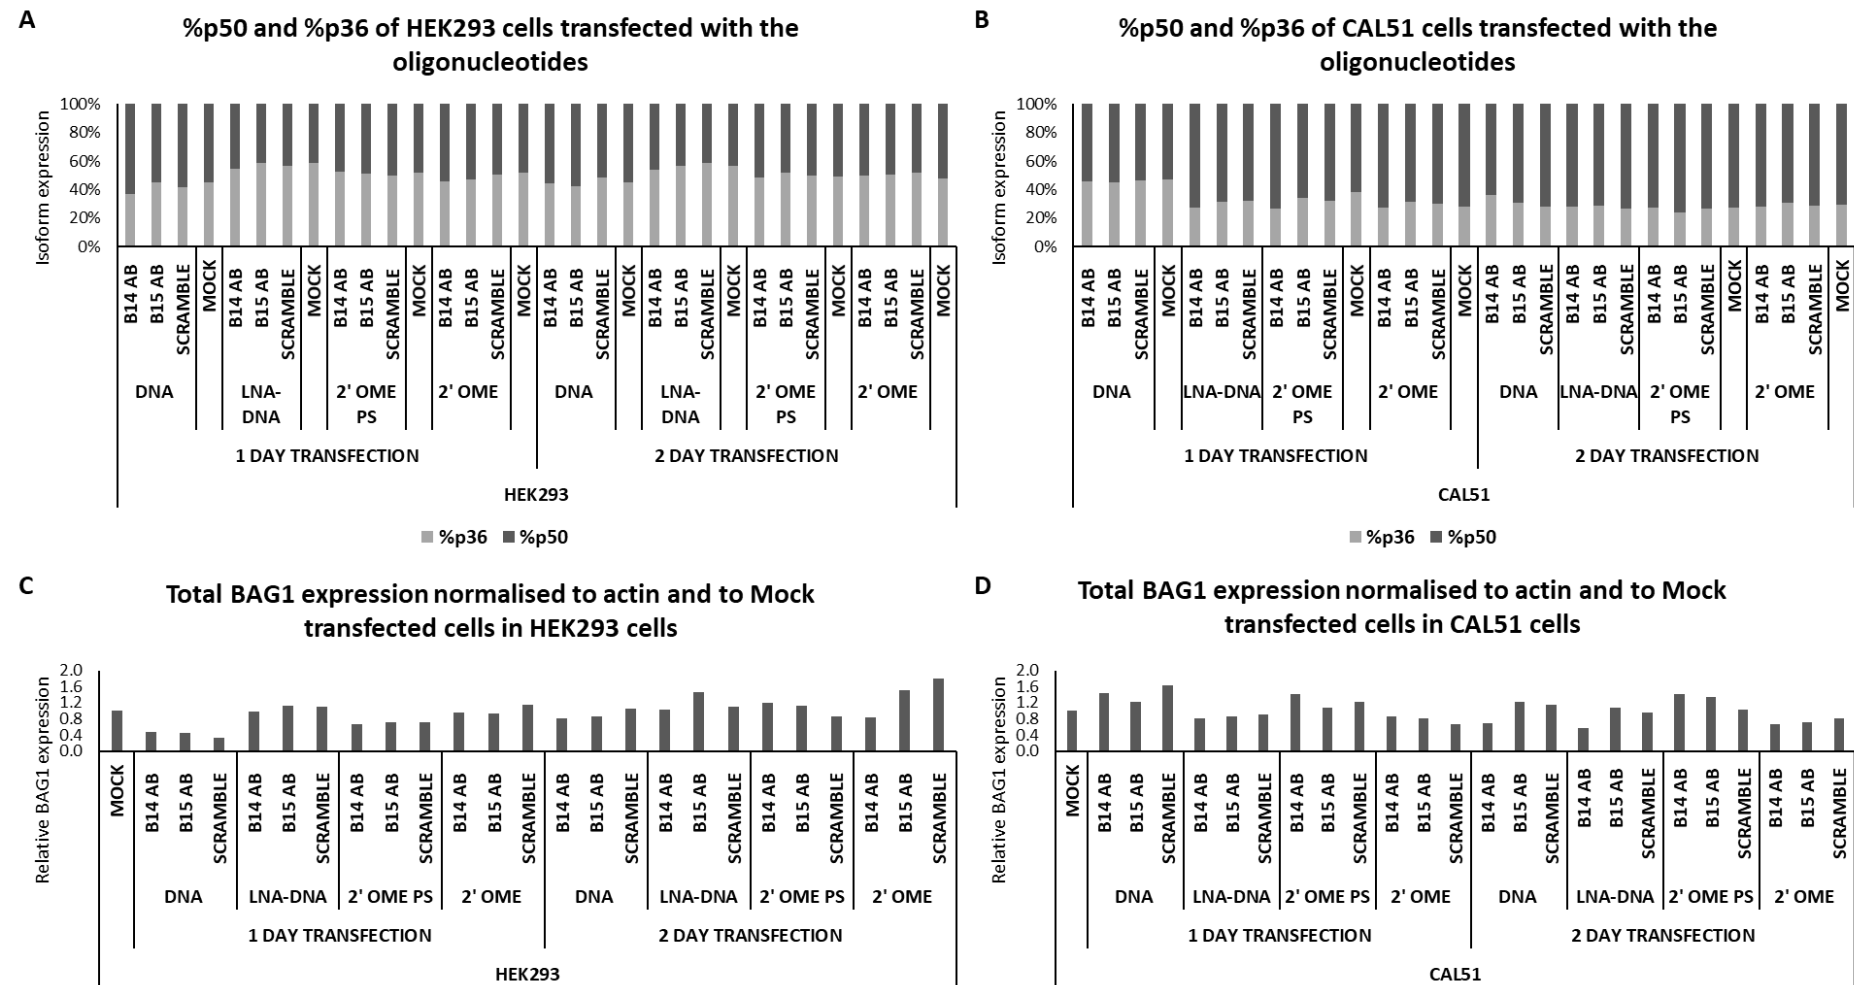 A
%p50 and %p36 of HEK293 cells transfected with the
oligonucleotides
Isoform expression
100%
80%
60%
40%
20%
0%
B14 AB
B15 AB
SCRAMBLE
MOCK
B14 AB
B15 AB
SCRAMBLE
MOCK
B14 AB
B15 AB
SCRAMBLE
MOCK
B14 AB
B15 AB
SCRAMBLE
MOCK
B14 AB
B15 AB
SCRAMBLE
MOCK
B14 AB
B15 AB
SCRAMBLE
MOCK
B14 AB
B15 AB
SCRAMBLE
MOCK
B14 AB
B15 AB
SCRAMBLE
MOCK
DNA
LNA-
DNA
2' OME
PS
2' OME
DNA
LNA-
DNA
2' OME
PS
2' OME
1 DAY TRANSFECTION
2 DAY TRANSFECTION
HEK293
%p36
%p50
B
%p50 and %p36 of CAL51 cells transfected with the
oligonucleotides
Isoform expression
100%
80%
60%
40%
20%
0%
B14 AB
B15 AB
SCRAMBLE
MOCK
B14 AB
B15 AB
SCRAMBLE
B14 AB
B15 AB
SCRAMBLE
MOCK
B14 AB
B15 AB
SCRAMBLE
MOCK
B14 AB
B15 AB
SCRAMBLE
B14 AB
B15 AB
SCRAMBLE
B14 AB
B15 AB
SCRAMBLE
MOCK
B14 AB
B15 AB
SCRAMBLE
MOCK
DNA
LNA-DNA
2' OME
PS
2' OME
DNA
LNA-DNA
2' OME
PS
2' OME
1 DAY TRANSFECTION
2 DAY TRANSFECTION
CAL51
%p36
%p50
C
Total BAG1 expression normalised to actin and to Mock
transfected cells in HEK293 cells
Relative BAG1 expression
2.0
1.6
1.2
0.8
0.4
0.0
MOCK
B14 AB
B15 AB
SCRAMBLE
B14 AB
B15 AB
SCRAMBLE
B14 AB
B15 AB
SCRAMBLE
B14 AB
B15 AB
SCRAMBLE
B14 AB
B15 AB
SCRAMBLE
B14 AB
B15 AB
SCRAMBLE
B14 AB
B15 AB
SCRAMBLE
B14 AB
B15 AB
SCRAMBLE
DNA
LNA-DNA
2' OME PS
2' OME
DNA
LNA-DNA
2' OME PS
2' OME
1 DAY TRANSFECTION
2 DAY TRANSFECTION
HEK293
D
Total BAG1 expression normalised to actin and to Mock
transfected cells in CAL51 cells
Relative BAG1 expression
2.0
1.6
1.2
0.8
0.4
0.0
MOCK
B14 AB
B15 AB
SCRAMBLE
B14 AB
B15 AB
SCRAMBLE
B14 AB
B15 AB
SCRAMBLE
B14 AB
B15 AB
SCRAMBLE
B14 AB
B15 AB
SCRAMBLE
B14 AB
B15 AB
SCRAMBLE
B14 AB
B15 AB
SCRAMBLE
B14 AB
B15 AB
SCRAMBLE
DNA
LNA-DNA
2' OME PS
2' OME
DNA
LNA-DNA
2' OME PS
2' OME
1 DAY TRANSFECTION
2 DAY TRANSFECTION
CAL51